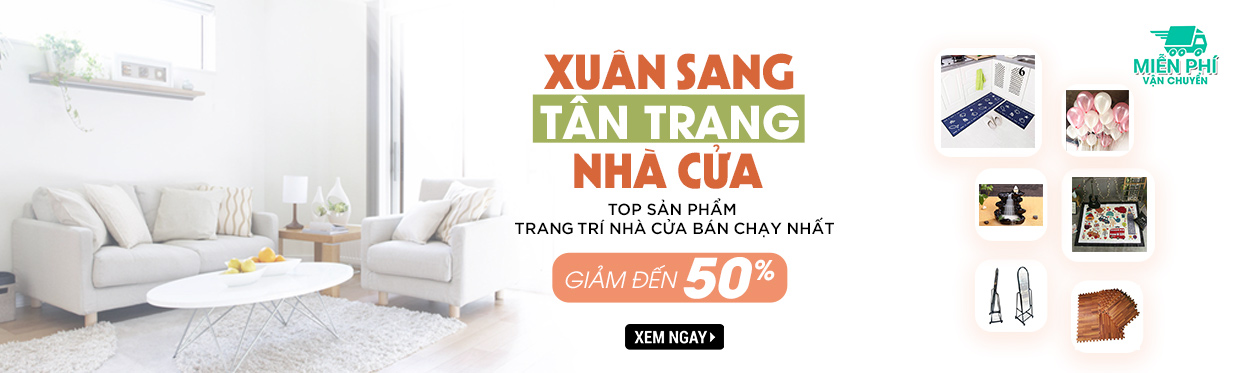 XUÂN SANG
TÂN TRANG
NHÀ CỬA
TOP SẢN PHẨM
TRANG TRÍ NHÀ CỬA BÁN CHẠY NHẤT
GIẢM ĐẾN 50%
XEM NGAY
MIỄN PHÍ
VẬN CHUYỂN
6